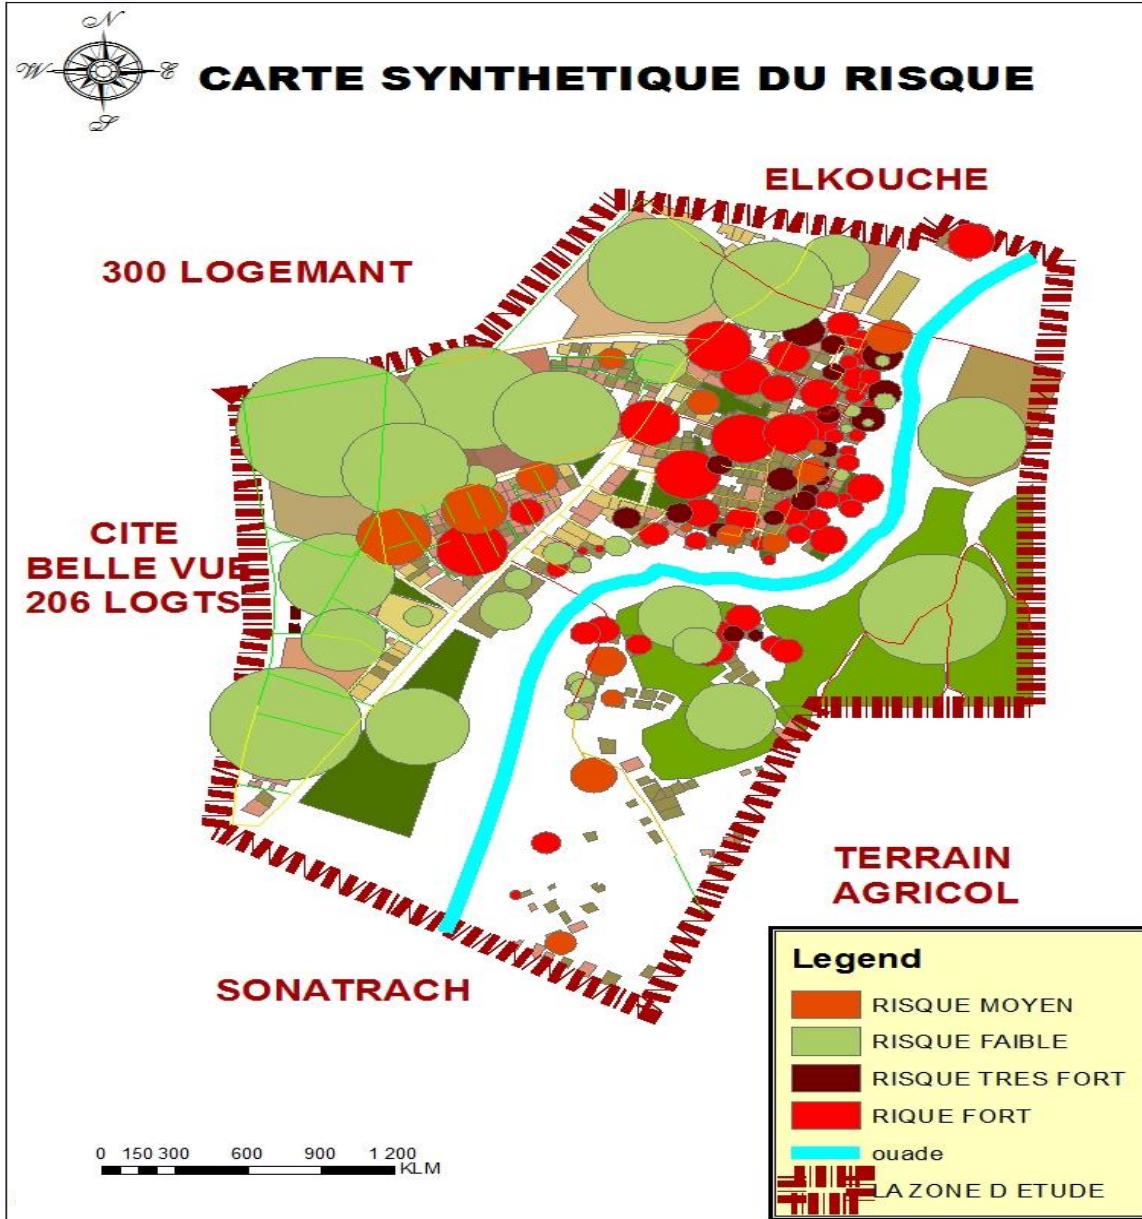 N
W E
S
CARTE SYNTHETIQUE DU RISQUE
ELKOUCHE
300 LOGEMANT
CITE
BELLE VUE
206 LOGTS
TERRAIN
AGRICOL
SONATRACH
Legend
RISQUE MOYEN
RISQUE FAIBLE
RISQUE TRES FORT
RIQUE FORT
ouade
LA ZONE D ETUDE
0 150 300 600 900 1 200
KLM